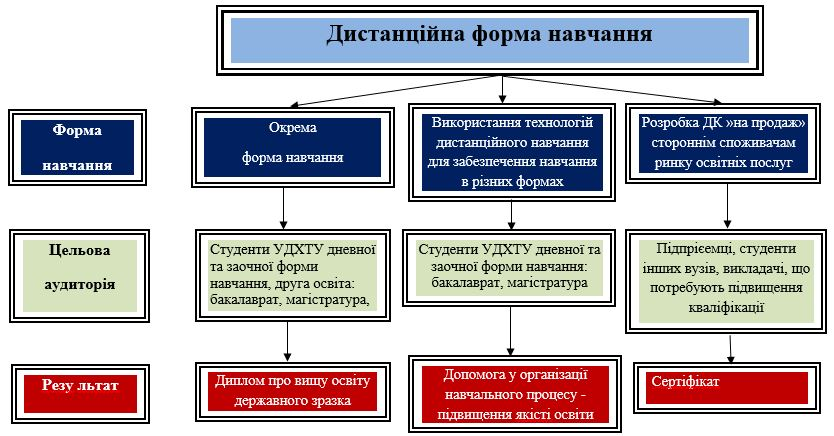 Дистанційна форма навчання
Форма
навчання
Окрема
форма навчання
Використання технологій
дистанційного навчання
для забезпечення навчання
в різних формах
Розробка ДК »на продаж»
стороннім споживачам
ринку освітніх послуг
Цельова
аудиторія
Студенти УДХТУ дневної
та заочної форми
навчання, друга освіта:
бакалаврат, магістратура,
Студенти УДХТУ дневної та
заочної форми навчання:
бакалаврат, магістратура
Підпрієемці, студенти
інших вузів, викладачі, що
потребують підвищення
кваліфікації
Резу льтат
Диплом про вищу освіту
державного зразка
Допомога у організації
навчального процесу -
підвищення якісті освіти
Сертіфікат